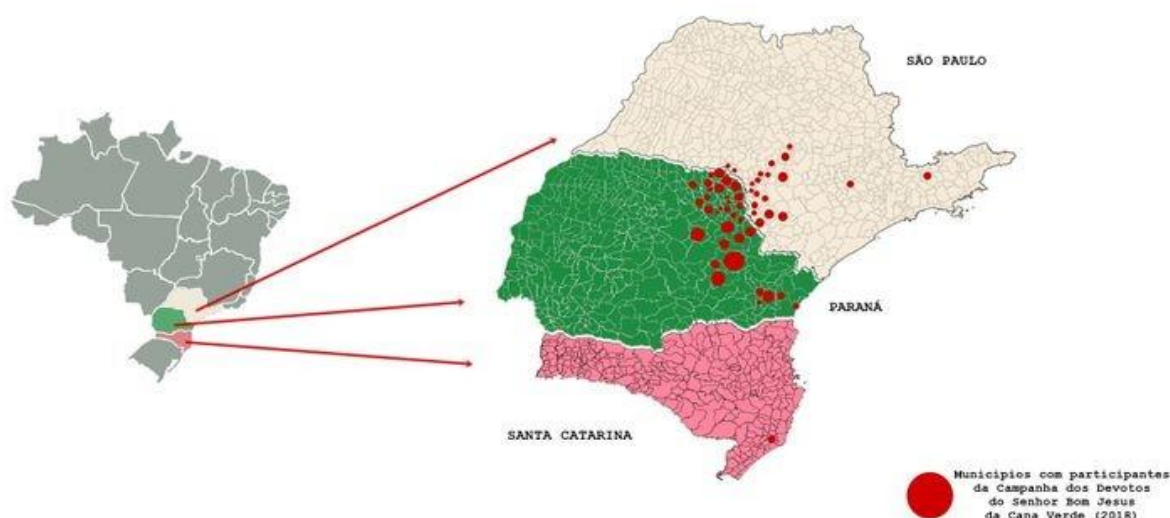 SÃO PAULO
PARANÁ
SANTA CATARINA
Municípios com participantes
da Campanha dos Devotos
do Senhor Bom Jesus
da Cana Verde (2018)